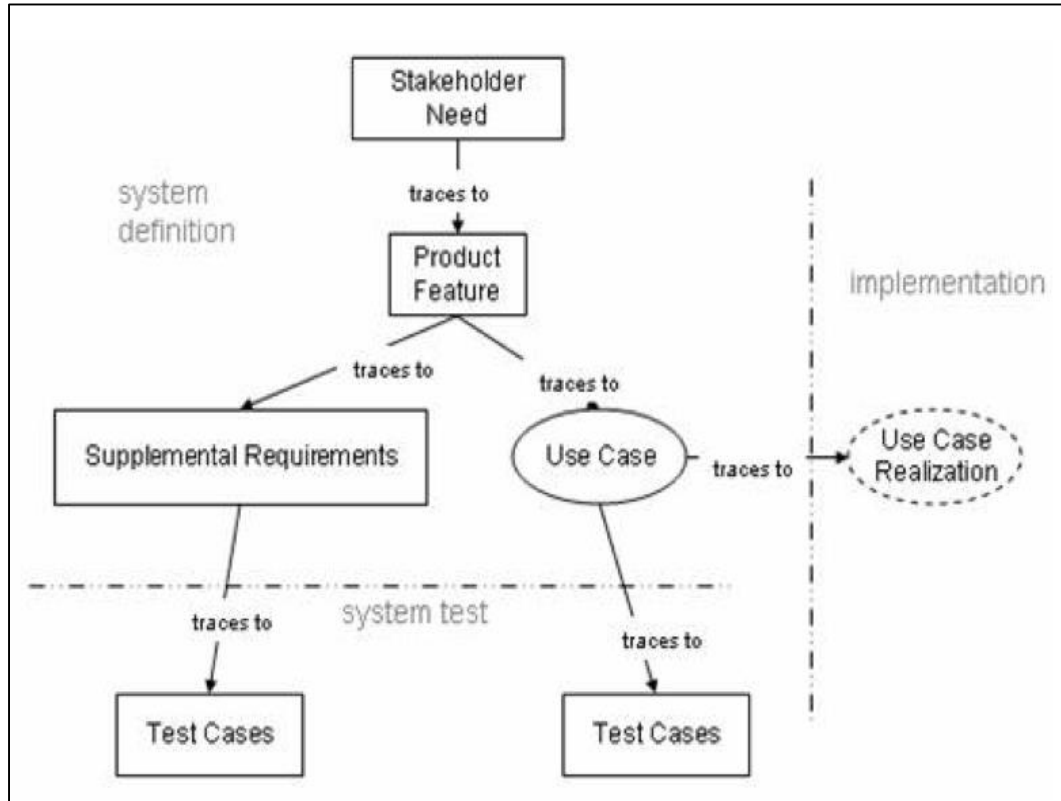 Stakeholder
Need
traces to
system
definition
Product
Feature
implementation
traces to
traces to
Supplemental Requirements
Use Case
traces to
Use Case
Realization
system test
traces to
traces to
Test Cases
Test Cases